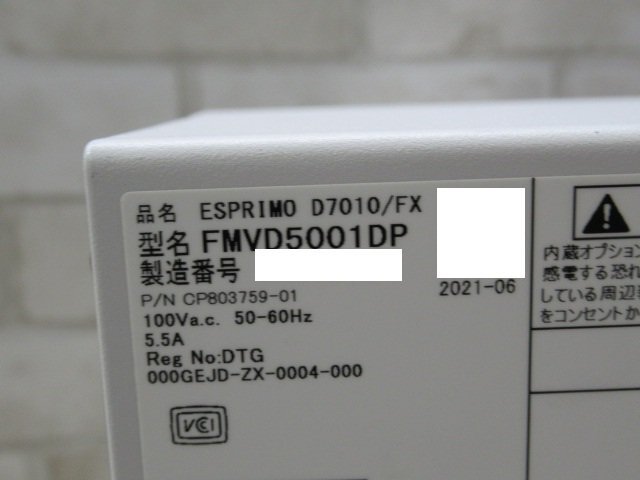 品名 ESPRIMO D7010/FX
型名 FMVD5001DP
製造番号
P/N CP803759-01
2021-06
100Va.c. 50-60Hz
5.5A
Reg No:DTG
000GEJD-ZX-0004-000
VCI
内蔵オプション
感電する恐れ
している周辺
をコンセントか